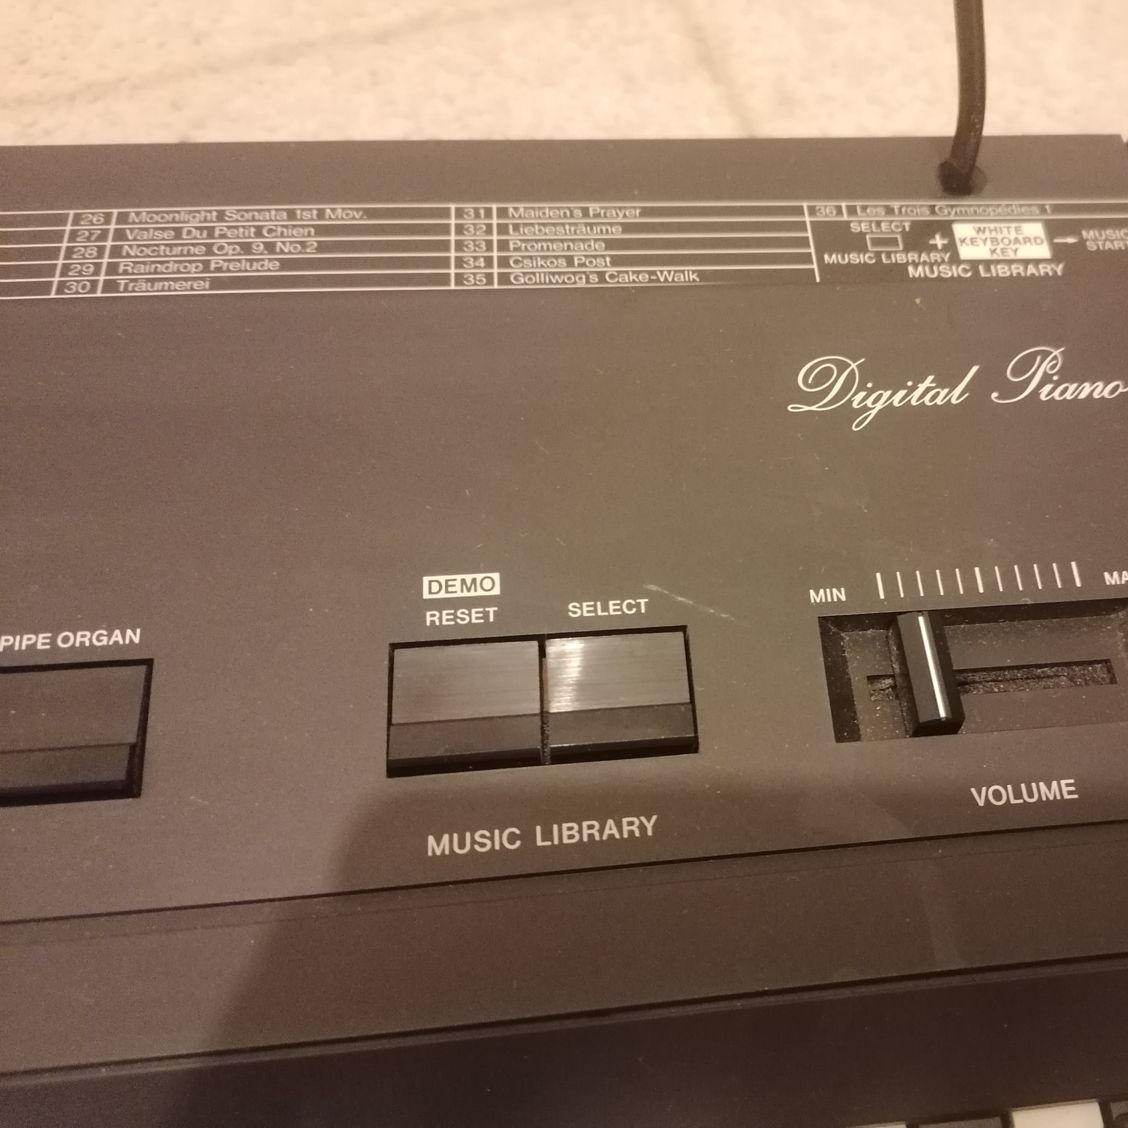 26 Moonlight Sonata 1st Mov.
27 Valse Du Petit Chien
28 Nocturne Op. 9, No.2
29 Raindrop Prelude
30 Träumerei
31 Maiden's Prayer
32 Liebesträume
33 Promenade
34 Csikos Post
35 Golliwog's Cake-Walk
36 Les Trois Gymnopédies 1
SELECT
MUSIC LIBRARY
+
WHITE
KEYBOARD
KEY
→ MUSIC
START
MUSIC LIBRARY
Digital Piano
PIPE ORGAN
DEMO
RESET
SELECT
MUSIC LIBRARY
MIN
MA
VOLUME